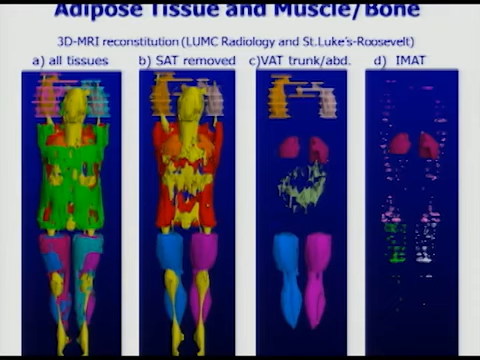 Adipose Tissue and Muscle/Bone
3D-MRI reconstitution(LUMC Radiology and St.Luke's-Roosevelt)
a) all tissues b) SAT removed c)VAT trunk/abd. d) IMAT